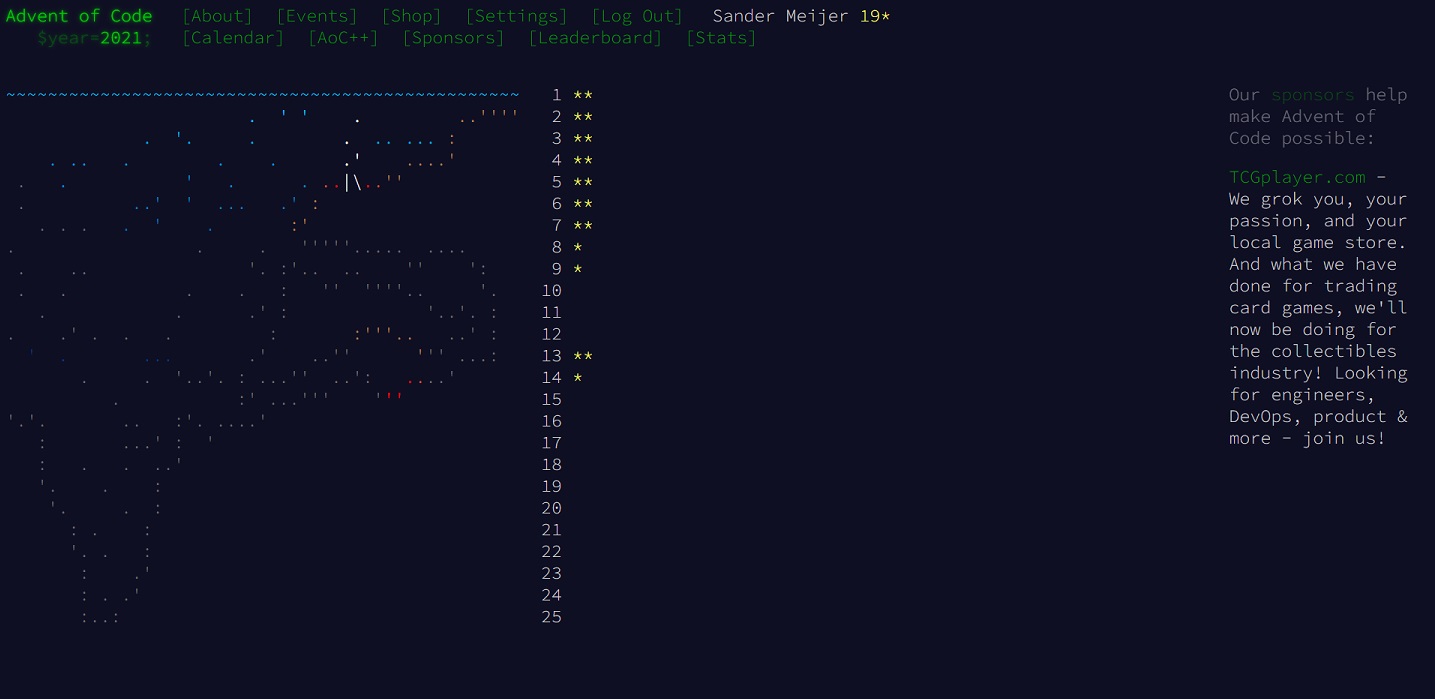 Advent of Code [About] [Events] [Shop] [Settings] [Log Out] Sander Meijer 19*
$year=2021; [Calendar] [AoC++] [Sponsors] [Leaderboard] [Stats]
1 **
2 **
3 **
4 **
5 **
6 **
7 **
8 *
9 *
10
11
12
13 **
14 *
15
16
17
18
19
20
21
22
23
24
25
Our sponsors help
make Advent of
Code possible:
TCGplayer.com -
We grok you, your
passion, and your
local game store.
And what we have
done for trading
card games, we'll
now be doing for
the collectibles
industry! Looking
for engineers,
DevOps, product &
more - join us!